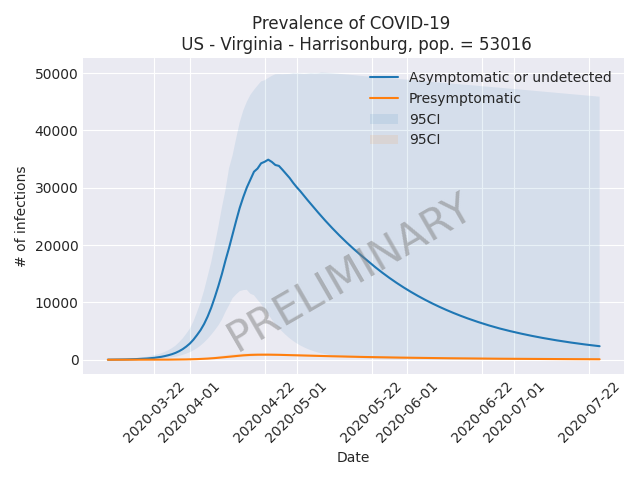 Prevalence of COVID-19
US - Virginia - Harrisonburg, pop. = 53016
50000
40000
30000
20000
10000
0
# of infections
Asymptomatic or undetected
Presymptomatic
95CI
95CI
PRELIMINARY
2020-03-22
2020-04-01
2020-04-22
2020-05-01
2020-05-22
2020-06-01
2020-06-22
2020-07-01
2020-07-22
Date